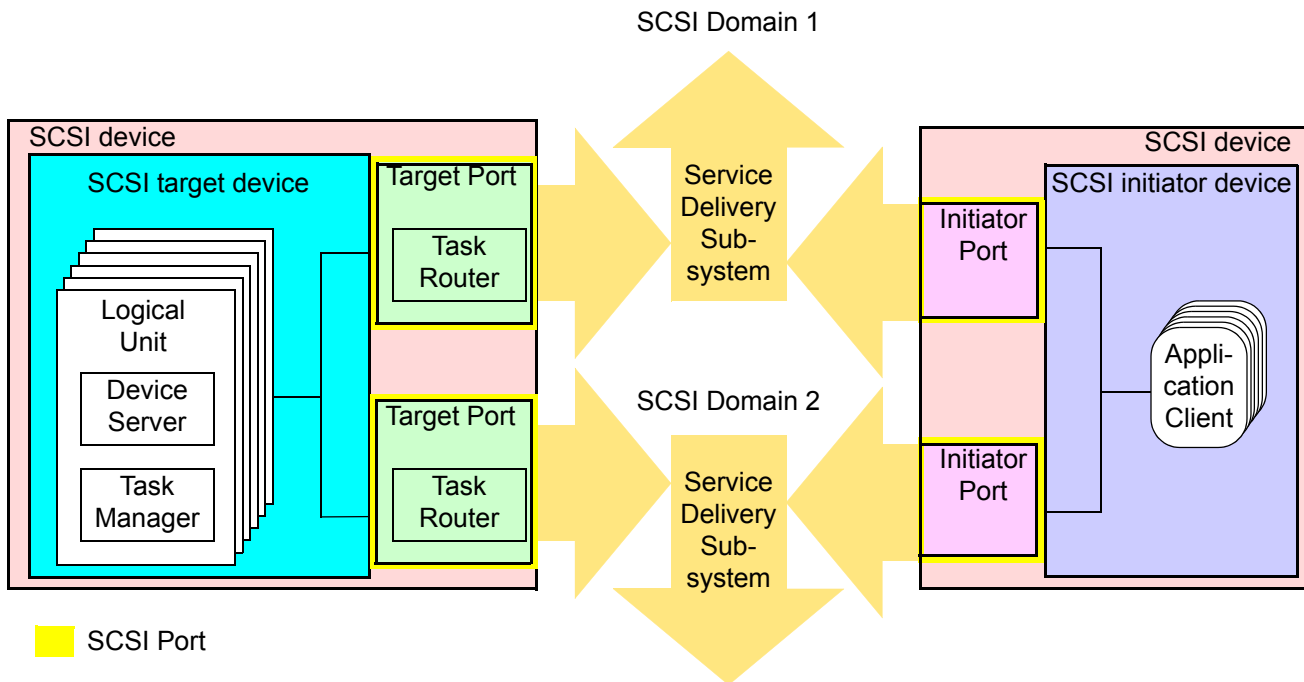 SCSI Domain 1
SCSI device
SCSI target device
Logical
Unit
Device
Server
Task
Manager
Target Port
Task
Router
Target Port
Task
Router
Service
Delivery
Sub-
system
SCSI Domain 2
Service
Delivery
Sub-
system
SCSI device
SCSI initiator device
Initiator
Port
Initiator
Port
Appli-
cation
Client
SCSI Port